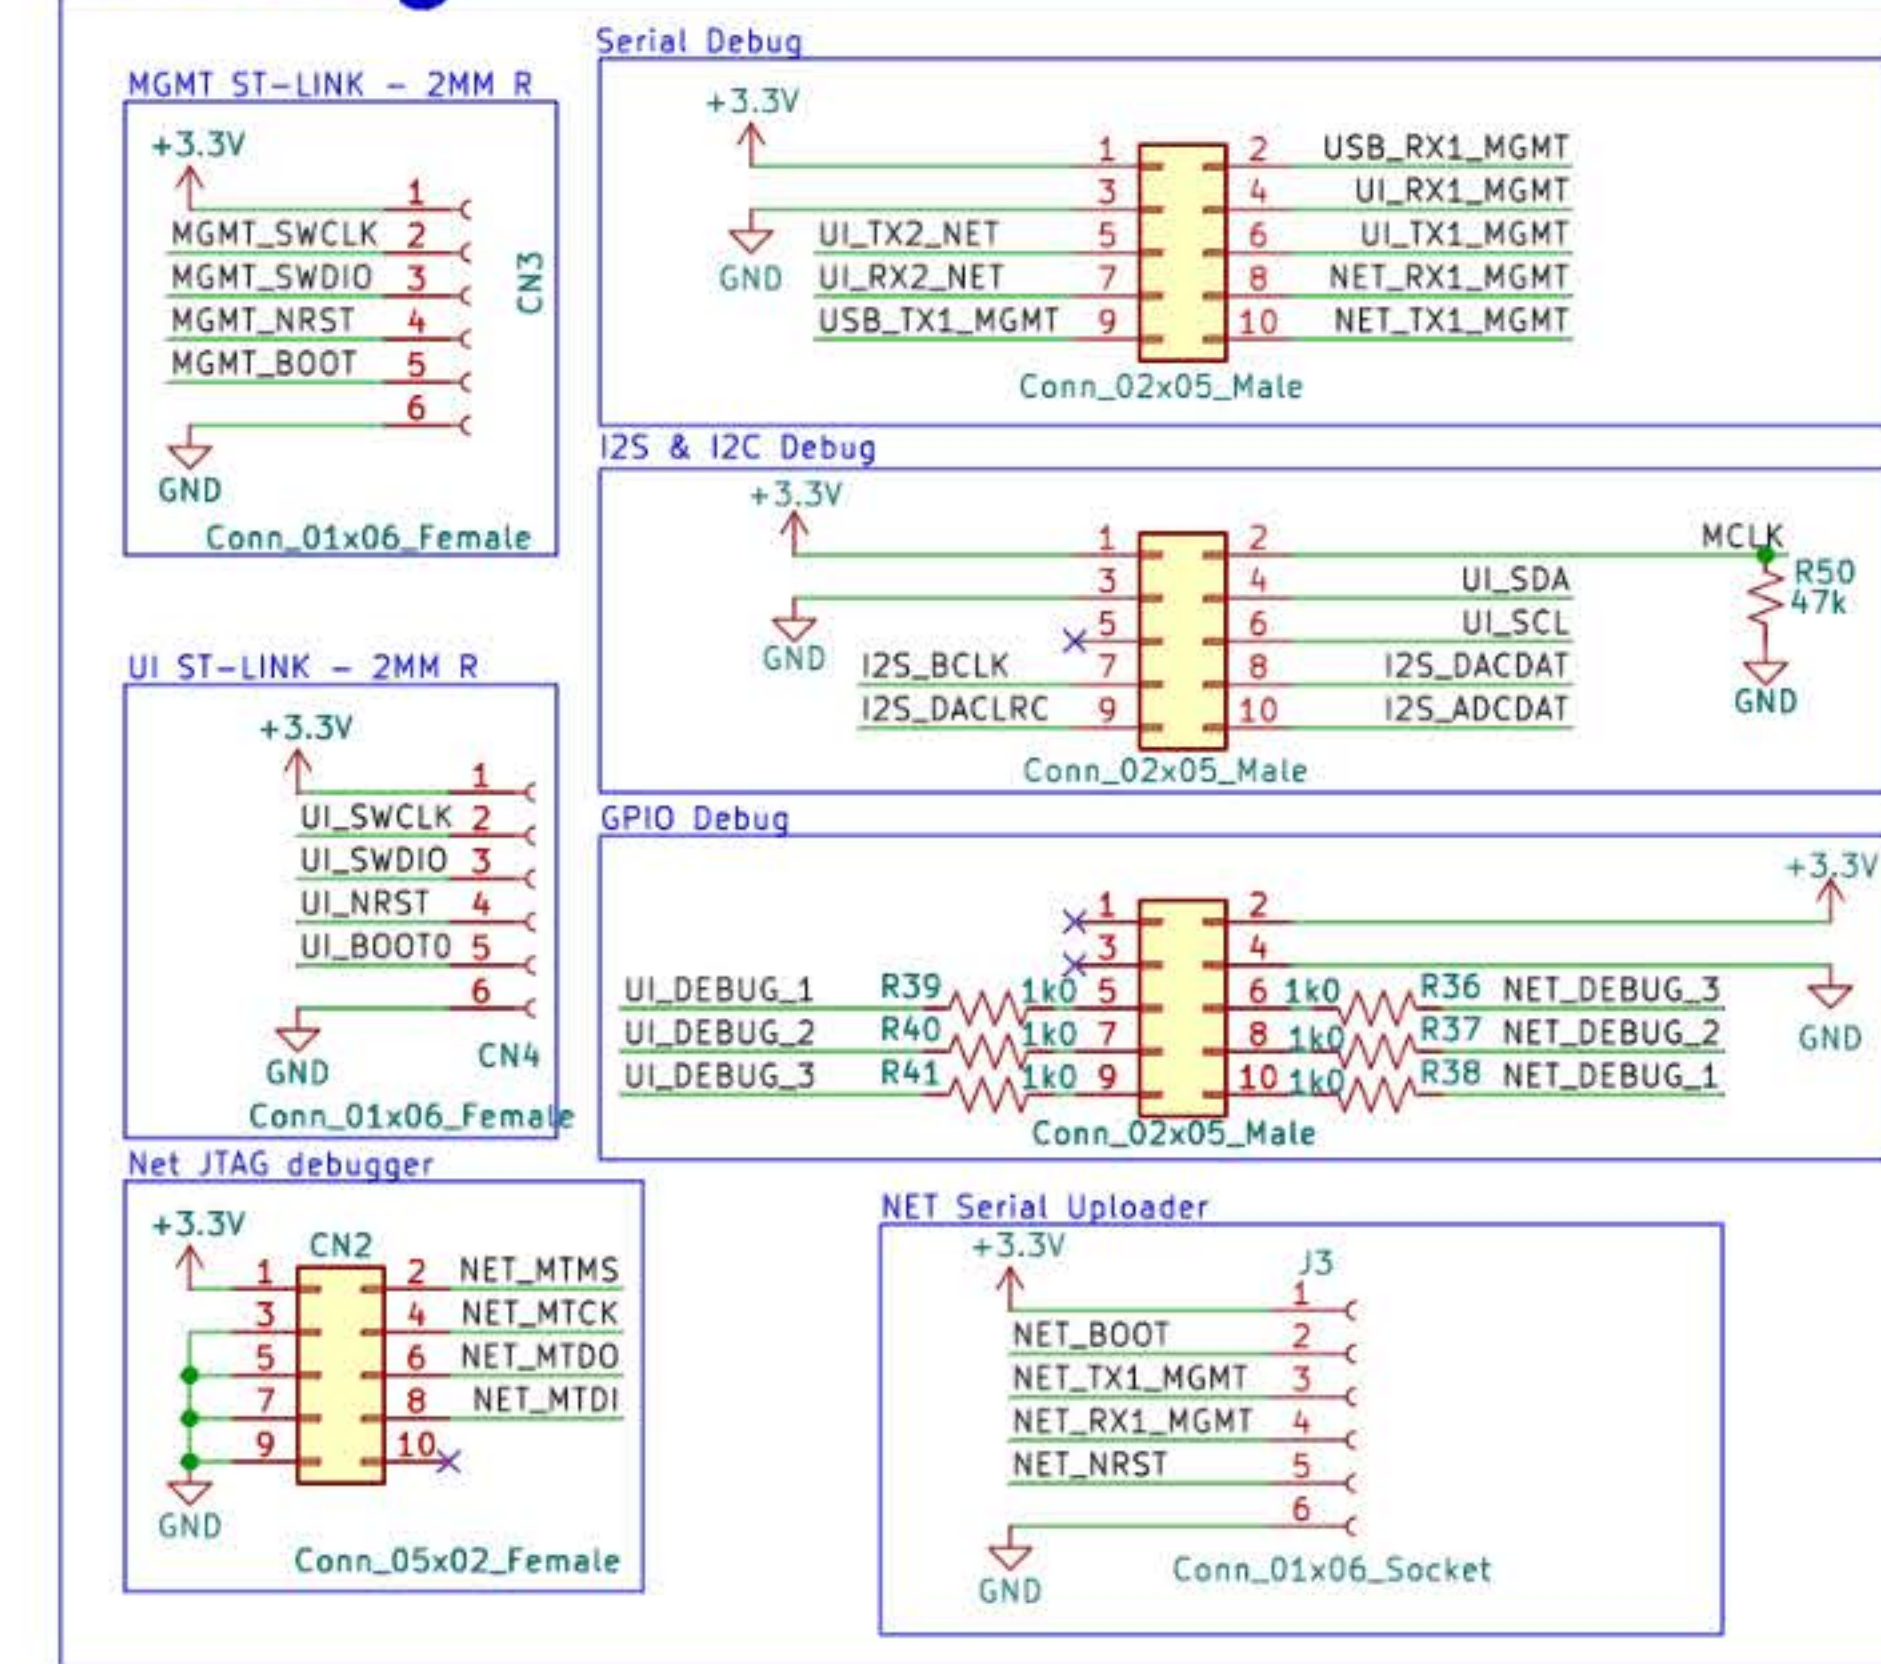 MGMT ST-LINK - 2MM R
+3.3V
1
MGMT_SWCLK 2
MGMT_SWDIO 3
MGMT_NRST 4
MGMT_BOOT 5
6
CN3
GND
Conn_01x06_Female
UI ST-LINK - 2MM R
+3.3V
1
UI_SWCLK 2
UI_SWDIO 3
UI_NRST 4
UI_BOOT0 5
6
GND
CN4
Conn_01x06_Female
Net JTAG debugger
+3.3V
CN2
1 2 NET_MTMS
3 4 NET_MTCK
5 6 NET_MTDO
7 8 NET_MTDI
9 10
GND
Conn_05x02_Female
Serial Debug
+3.3V
1 2 USB_RX1_MGMT
3 4 UI_RX1_MGMT
GND
UI_TX2_NET 5 6 UI_TX1_MGMT
UI_RX2_NET 7 8 NET_RX1_MGMT
USB_TX1_MGMT 9 10 NET_TX1_MGMT
Conn_02x05_Male
I2S & I2C Debug
+3.3V
1 2 MCLK
R50
47k
GND
3 4 UI_SDA
GND
5 6 UI_SCL
I2S_BCLK 7 8 I2S_DACDAT
I2S_DACLRC 9 10 I2S_ADCDAT
Conn_02x05_Male
GPIO Debug
+3.3V
1 2
3 4
UI_DEBUG_1 R39 1k0 5 6 1k0 R36 NET_DEBUG_3
UI_DEBUG_2 R40 1k0 7 8 1k0 R37 NET_DEBUG_2
GND
UI_DEBUG_3 R41 1k0 9 10 1k0 R38 NET_DEBUG_1
Conn_02x05_Male
NET Serial Uploader
+3.3V
J3
1
NET_BOOT 2
NET_TX1_MGMT 3
NET_RX1_MGMT 4
NET_NRST 5
6
GND
Conn_01x06_Socket